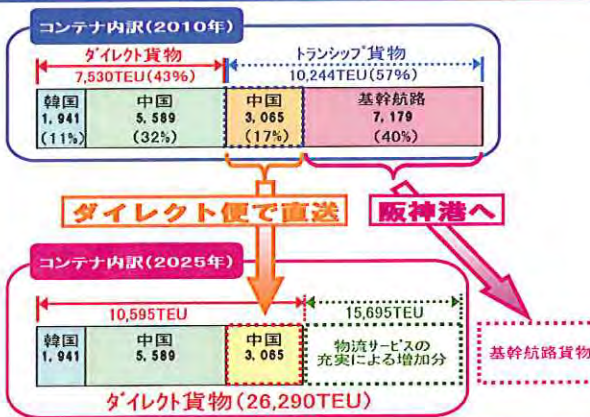 コンテナ内訳(2010年)
ダイレクト貨物
トランシップ貨物
7,530TEU(43%)
10,244TEU(57%)
韓国
1,941
(11%)
中国
5,589
(32%)
中国
3,065
(17%)
基幹航路
7,179
(40%)
ダイレクト便で直送
阪神港へ
コンテナ内訳(2025年)
10,595TEU
15,695TEU
韓国
1,941
中国
5,589
中国
3,065
物流サービスの
充実による増加分
基幹航路貨物
ダイレクト貨物(26,290TEU)